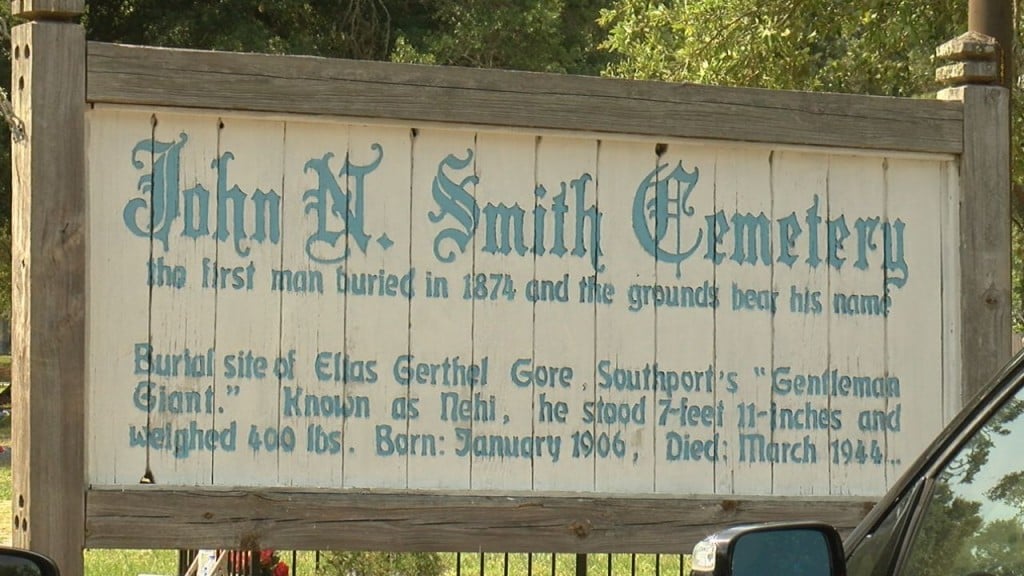 John N. Smith Cemetery
the first man buried in 1874 and the grounds bear his name
Burial site of Elias Gerthel Gore, Southport's "Gentleman
Giant." Known as Nehi, he stood 7-feet 11-inches and
weighed 400 lbs. Born: January 1906, Died: March 1944.